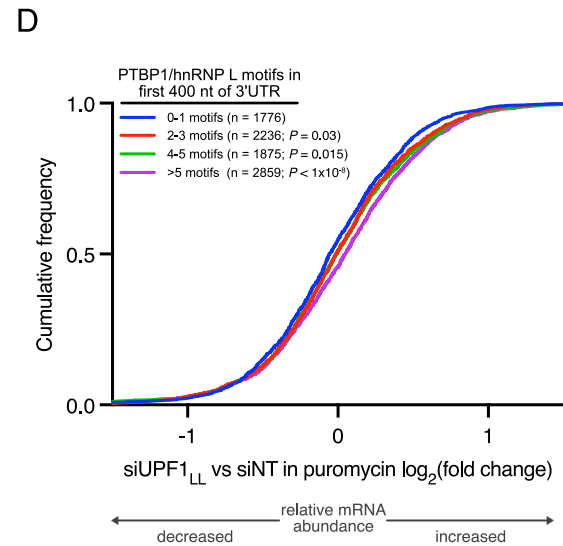 D
PTBP1/hnRNP L motifs in
first 400 nt of 3'UTR
0-1 motifs (n = 1776)
2-3 motifs (n = 2236; P = 0.03)
4-5 motifs (n = 1875; P = 0.015)
>5 motifs (n = 2859; P < 1x10⁻⁸)
Cumulative frequency
1.0
0.5
0.0
-1 0 1
siUPF1LL vs siNT in puromycin log2(fold change)
relative mRNA
abundance
decreased increased